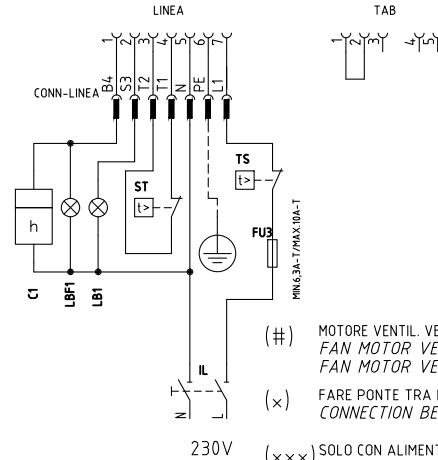 LINEA
TAB
1 2 3 4 5 6 7
1 2 3 4 5
CONN-LINEA
B4 S3 T2 T1 N PE L1
ST
t>
TS
t>
h
FU3
MIN.6,3A-T/MAX.10A-T
C1
LBF1
LB1
IL
N
L
230V
(#) MOTORE VENTIL. VE
FAN MOTOR VE
FAN MOTOR VE
(x) FARE PONTE TRA
CONNECTION BE
(xxx) SOLO CON ALIMENT